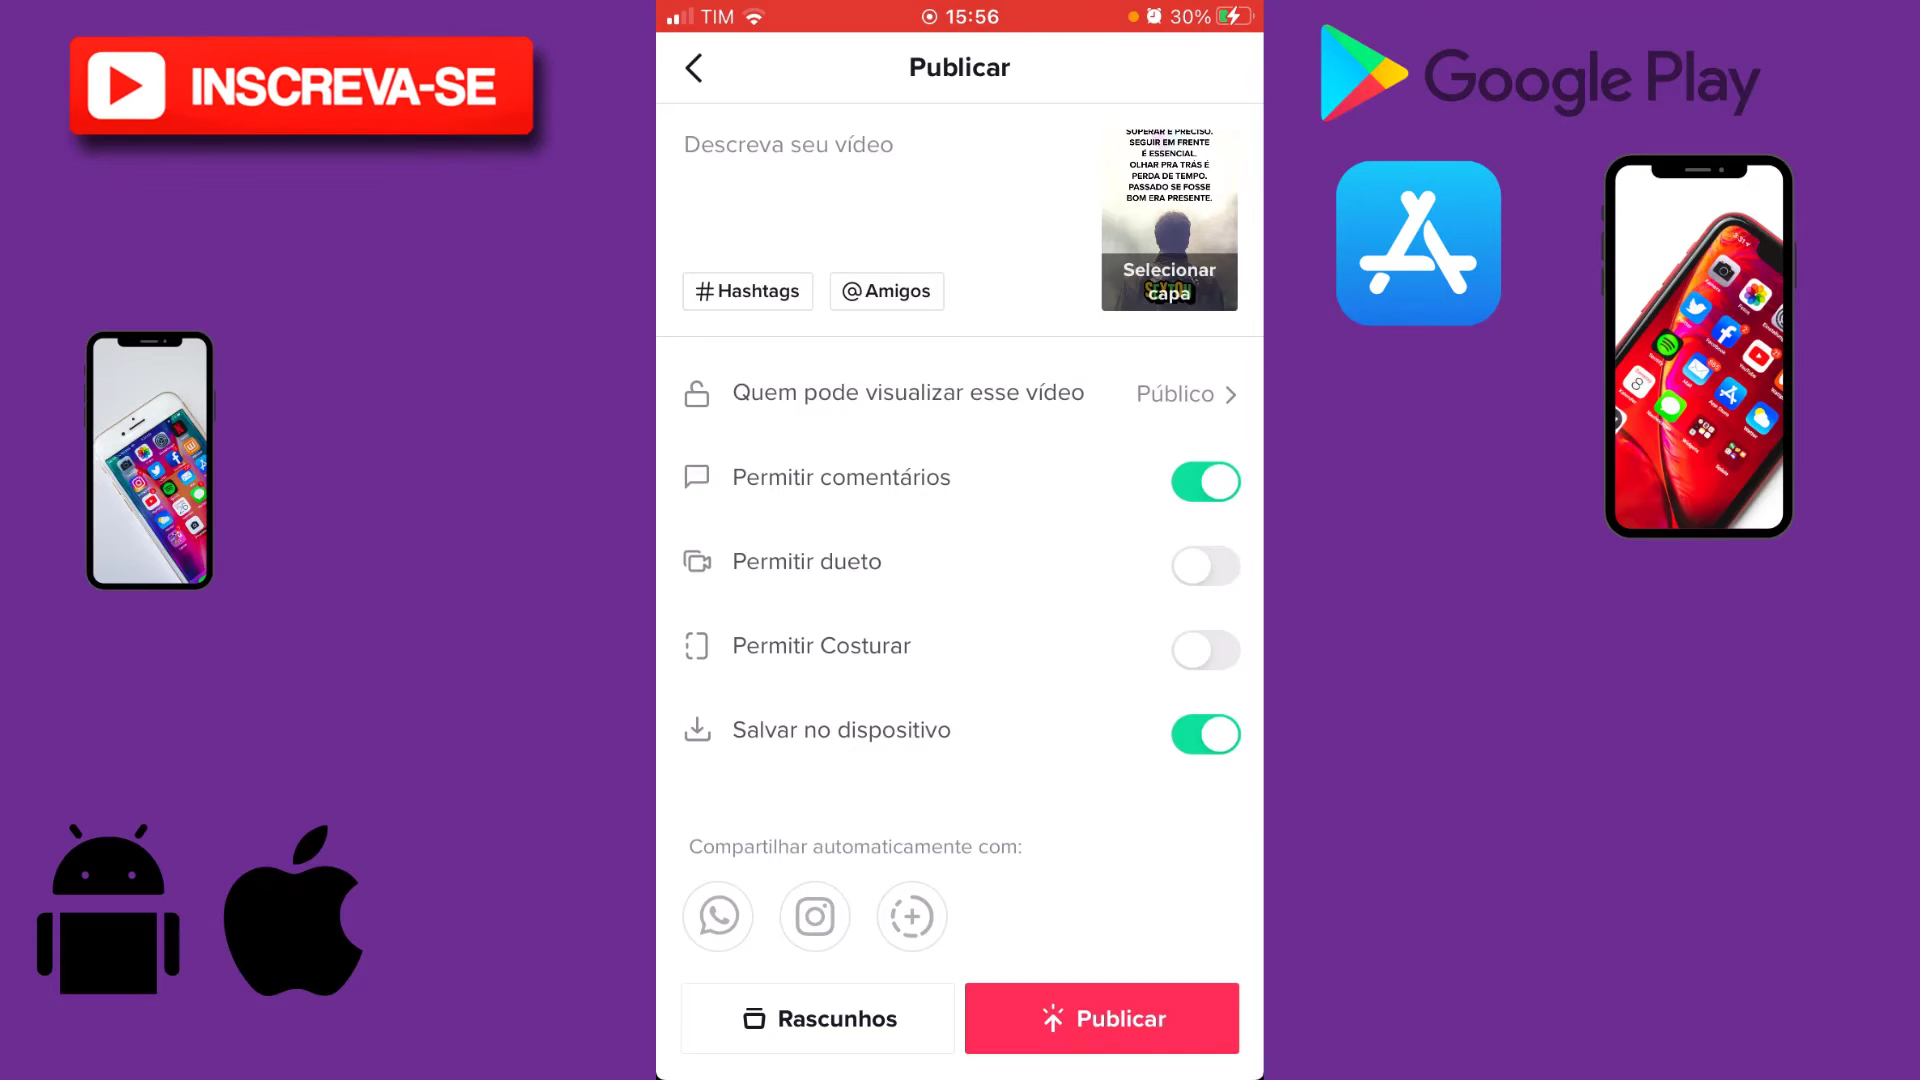 INSCREVA-SE
TIM
15:56
30%
Publicar
Google Play
Descreva seu vídeo
SUPERAR É PRECISO.
SEGUIR EM FRENTE
É ESSENCIAL.
OLHAR PRA TRÁS É
PERDA DE TEMPO.
PASSADO SE FOSSE
BOM ERA PRESENTE.
Selecionar
capa
SEXTOU
#Hashtags
@Amigos
Quem pode visualizar esse vídeo
Público
Permitir comentários
Permitir dueto
Permitir Costurar
Salvar no dispositivo
Compartilhar automaticamente com:
Rascunhos
Publicar